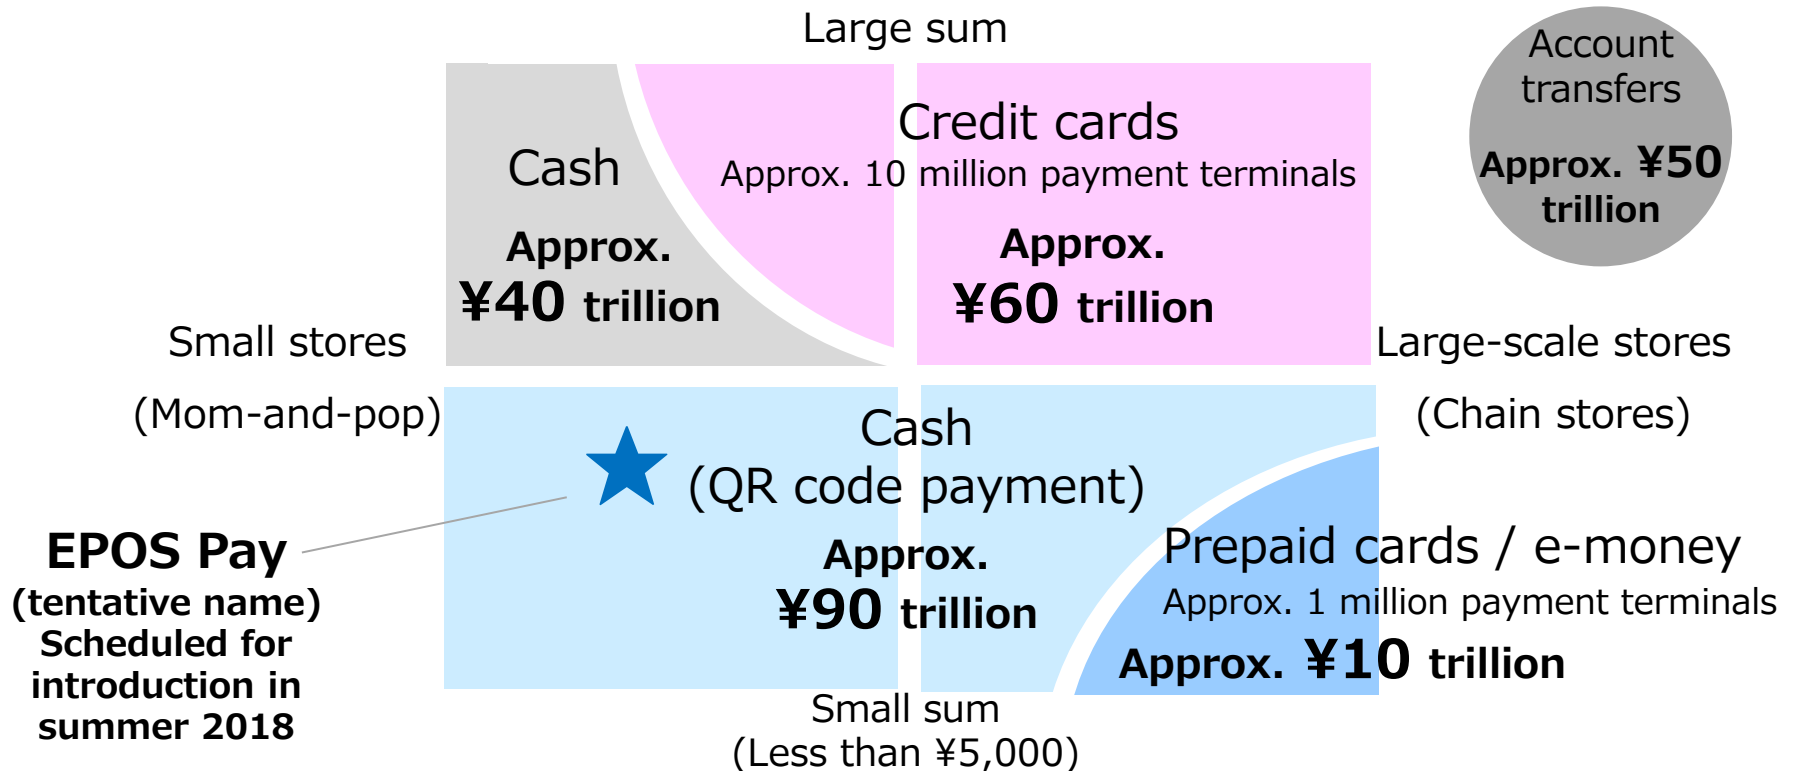 Large sum
Account
transfers
Approx. ¥50
trillion
Credit cards
Approx. 10 million payment terminals
Approx.
¥60 trillion
Cash
Approx.
¥40 trillion
Small stores
(Mom-and-pop)
Large-scale stores
(Chain stores)
Cash
(QR code payment)
Approx.
¥90 trillion
EPOS Pay
(tentative name)
Scheduled for
introduction in
summer 2018
Prepaid cards / e-money
Approx. 1 million payment terminals
Approx. ¥10 trillion
Small sum
(Less than ¥5,000)